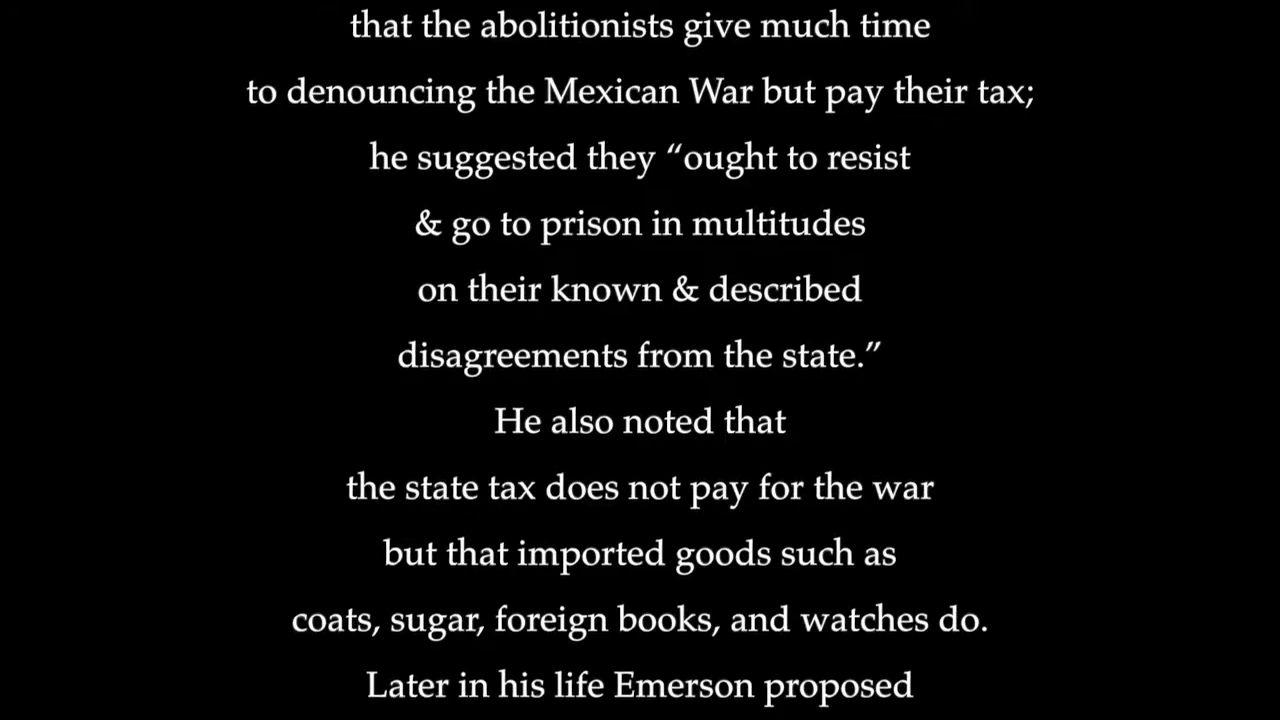 that the abolitionists give much time
to denouncing the Mexican War but pay their tax;
he suggested they “ought to resist
& go to prison in multitudes
on their known & described
disagreements from the state.”
He also noted that
the state tax does not pay for the war
but that imported goods such as
coats, sugar, foreign books, and watches do.
Later in his life Emerson proposed